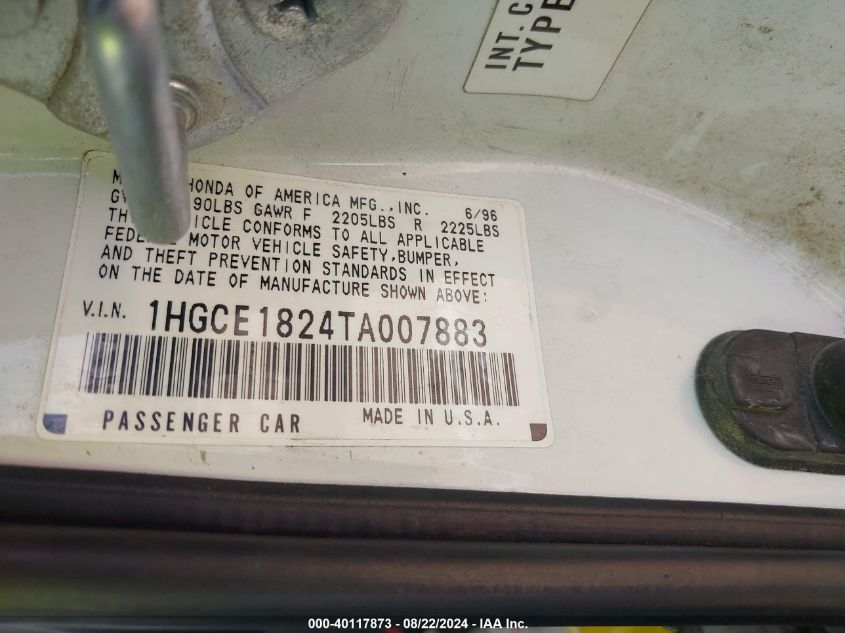 INT. C
TYPE
HONDA OF AMERICA MFG., INC. 6/96
90LBS GAWR F 2205LBS R 2225LBS
CONFORMS TO ALL APPLICABLE
MOTOR VEHICLE SAFETY, BUMPER,
AND THEFT PREVENTION STANDARDS IN EFFECT
ON THE DATE OF MANUFACTURE SHOWN ABOVE:
V.I.N. 1HGCE1824TA007883
PASSENGER CAR MADE IN U.S.A.
000-40117873 - 08/22/2024 - IAA Inc.